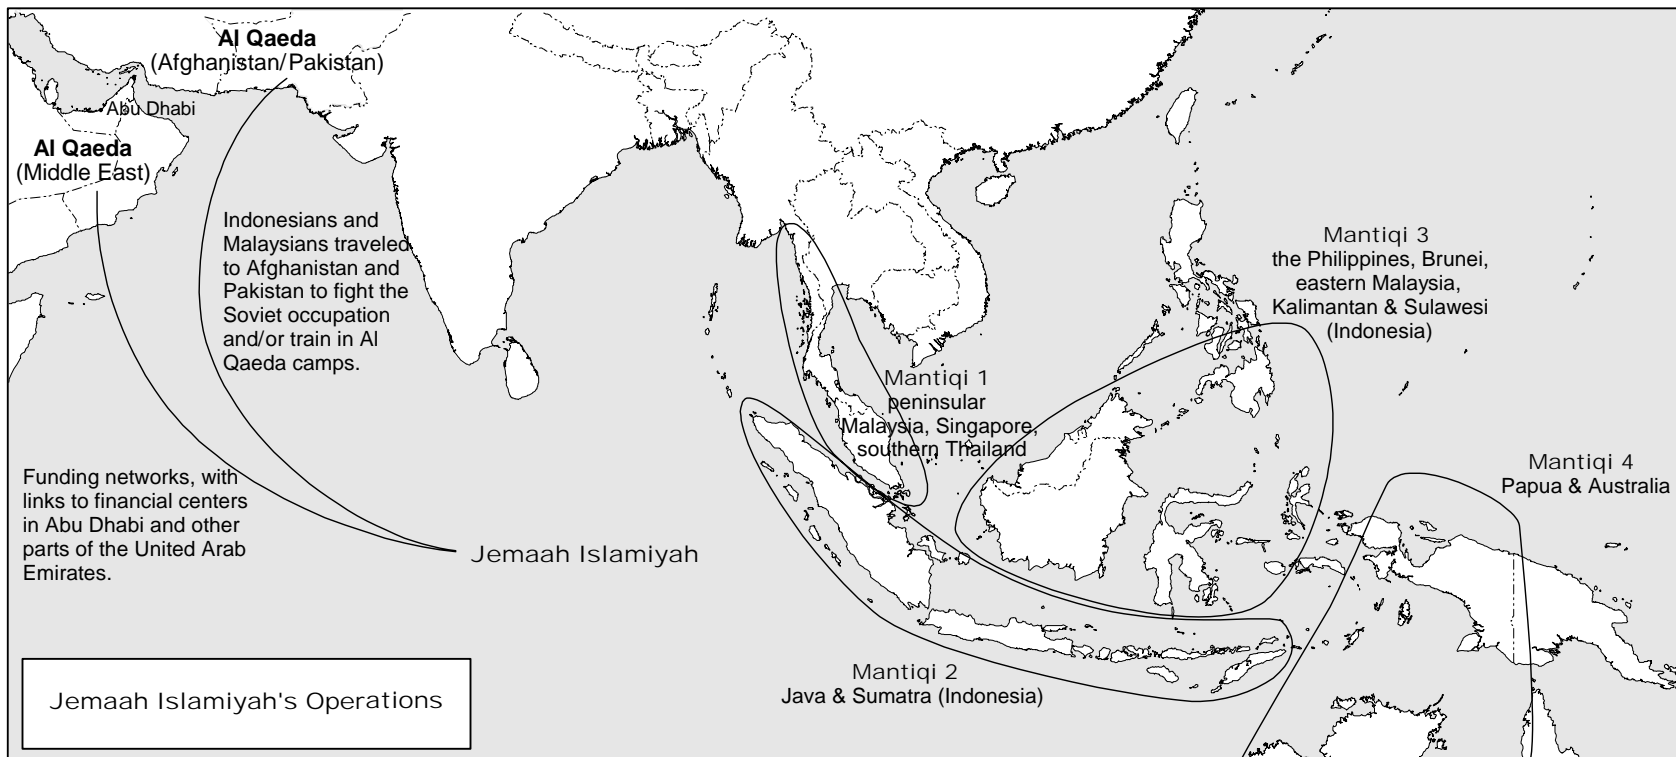 Al Qaeda
(Afghanistan/Pakistan)
Abu Dhabi
Al Qaeda
(Middle East)
Indonesians and
Malaysians traveled
to Afghanistan and
Pakistan to fight the
Soviet occupation
and/or train in Al
Qaeda camps.
Mantiqi 3
the Philippines, Brunei,
eastern Malaysia,
Kalimantan & Sulawesi
(Indonesia)
Mantiqi 1
peninsular
Malaysia, Singapore,
southern Thailand
Mantiqi 4
Papua & Australia
Funding networks, with
links to financial centers
in Abu Dhabi and other
parts of the United Arab
Emirates.
Jemaah Islamiyah
Mantiqi 2
Java & Sumatra (Indonesia)
Jemaah Islamiyah's Operations